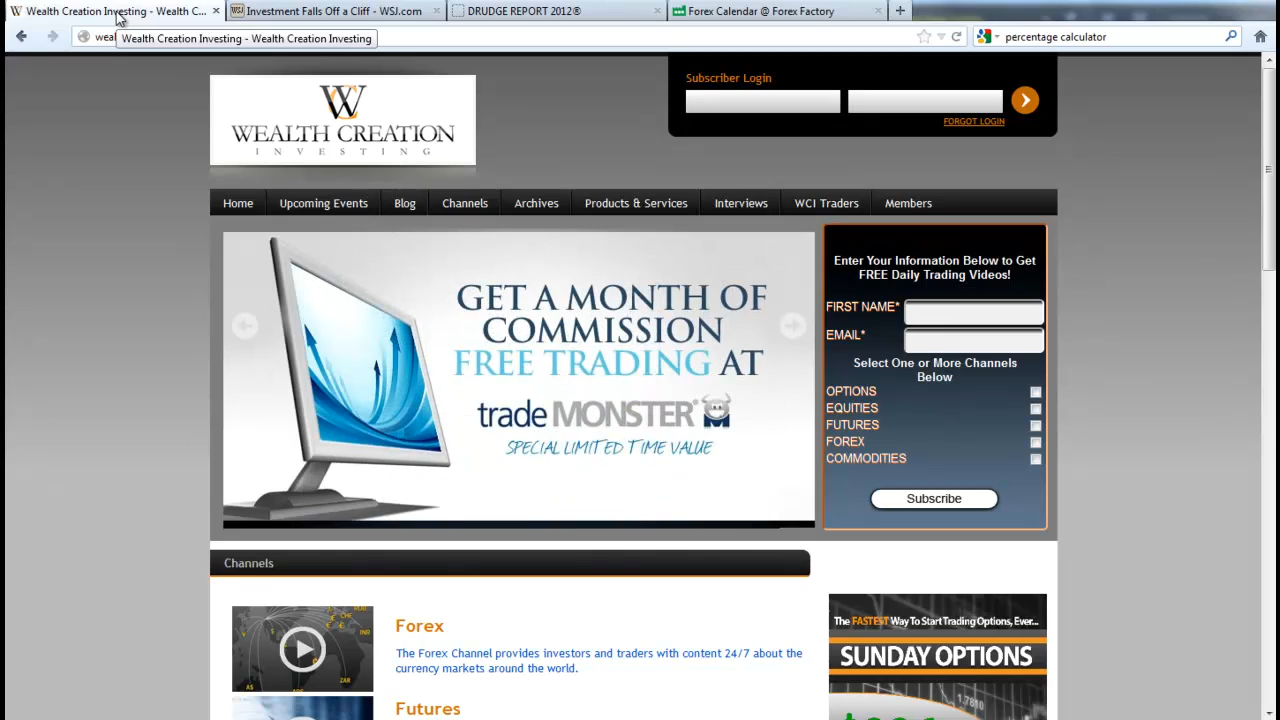 Wealth Creation Investing - Wealth C...
Investment Falls Off a Cliff - WSJ.com
DRUDGE REPORT 2012®
Forex Calendar @ Forex Factory
weal
Wealth Creation Investing - Wealth Creation Investing
percentage calculator
WC
WEALTH CREATION
INVESTING
Subscriber Login
FORGOT LOGIN
Home
Upcoming Events
Blog
Channels
Archives
Products & Services
Interviews
WCI Traders
Members
GET A MONTH OF
COMMISSION
FREE TRADING AT
trade MONSTER®
SPECIAL LIMITED TIME VALUE
Enter Your Information Below to Get
FREE Daily Trading Videos!
FIRST NAME*
EMAIL*
Select One or More Channels
Below
OPTIONS
EQUITIES
FUTURES
FOREX
COMMODITIES
Subscribe
Channels
Forex
The Forex Channel provides investors and traders with content 24/7 about the
currency markets around the world.
Futures
The FASTEST Way To Start Trading Options, Ever...
SUNDAY OPTIONS